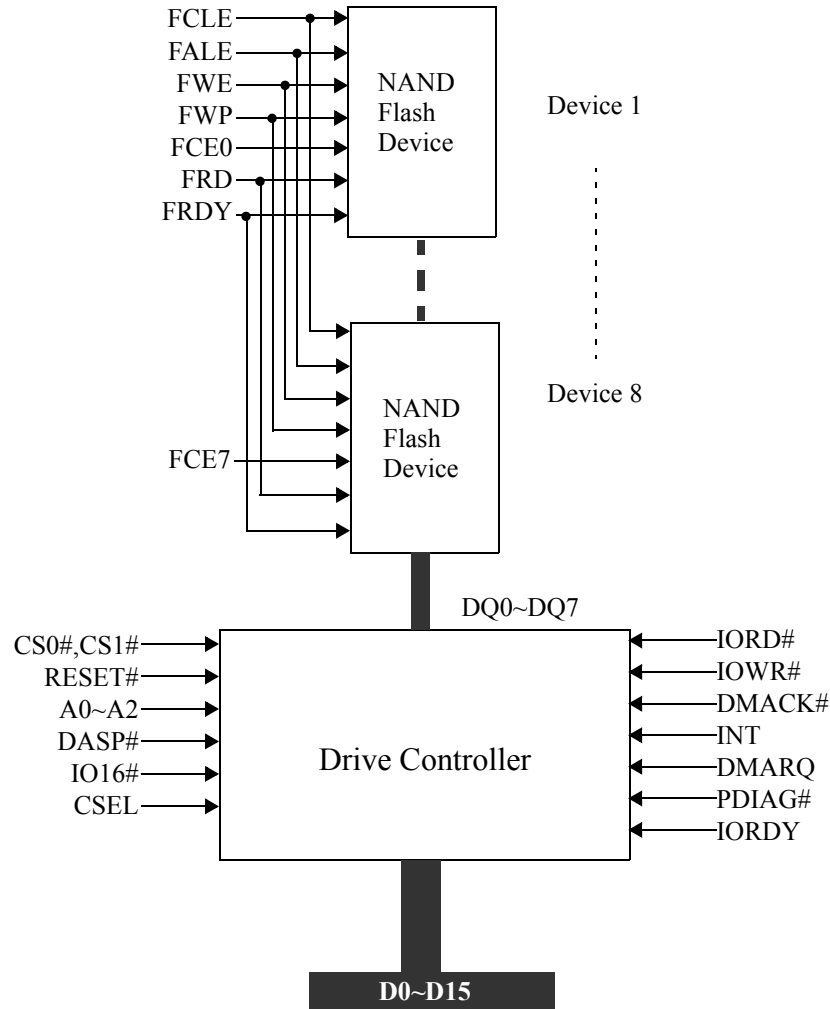 FCLE
FALE
FWE
FWP
FCE0
FRD
FRDY
NAND
Flash
Device
Device 1
Device 8
NAND
Flash
Device
FCE7
DQ0~DQ7
CS0#,CS1#
RESET#
A0~A2
DASP#
IO16#
CSEL
Drive Controller
IORD#
IOWR#
DMACK#
INT
DMARQ
PDIAG#
IORDY
D0~D15